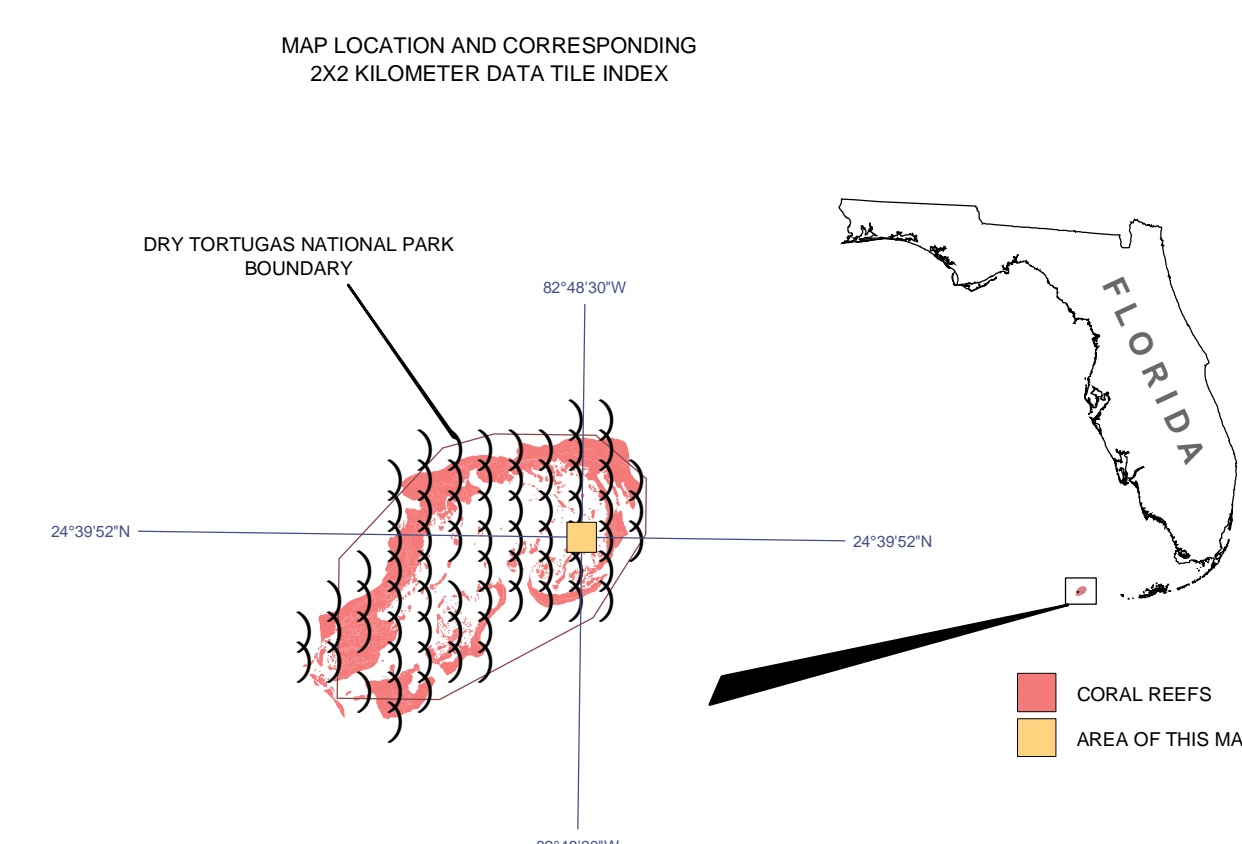 MAP LOCATION AND CORRESPONDING
2X2 KILOMETER DATA TILE INDEX
DRY TORTUGAS NATIONAL PARK
BOUNDARY
82°48'30"W
24°39'52"N
24°39'52"N
FLORIDA
CORAL REEFS
AREA OF THIS MA